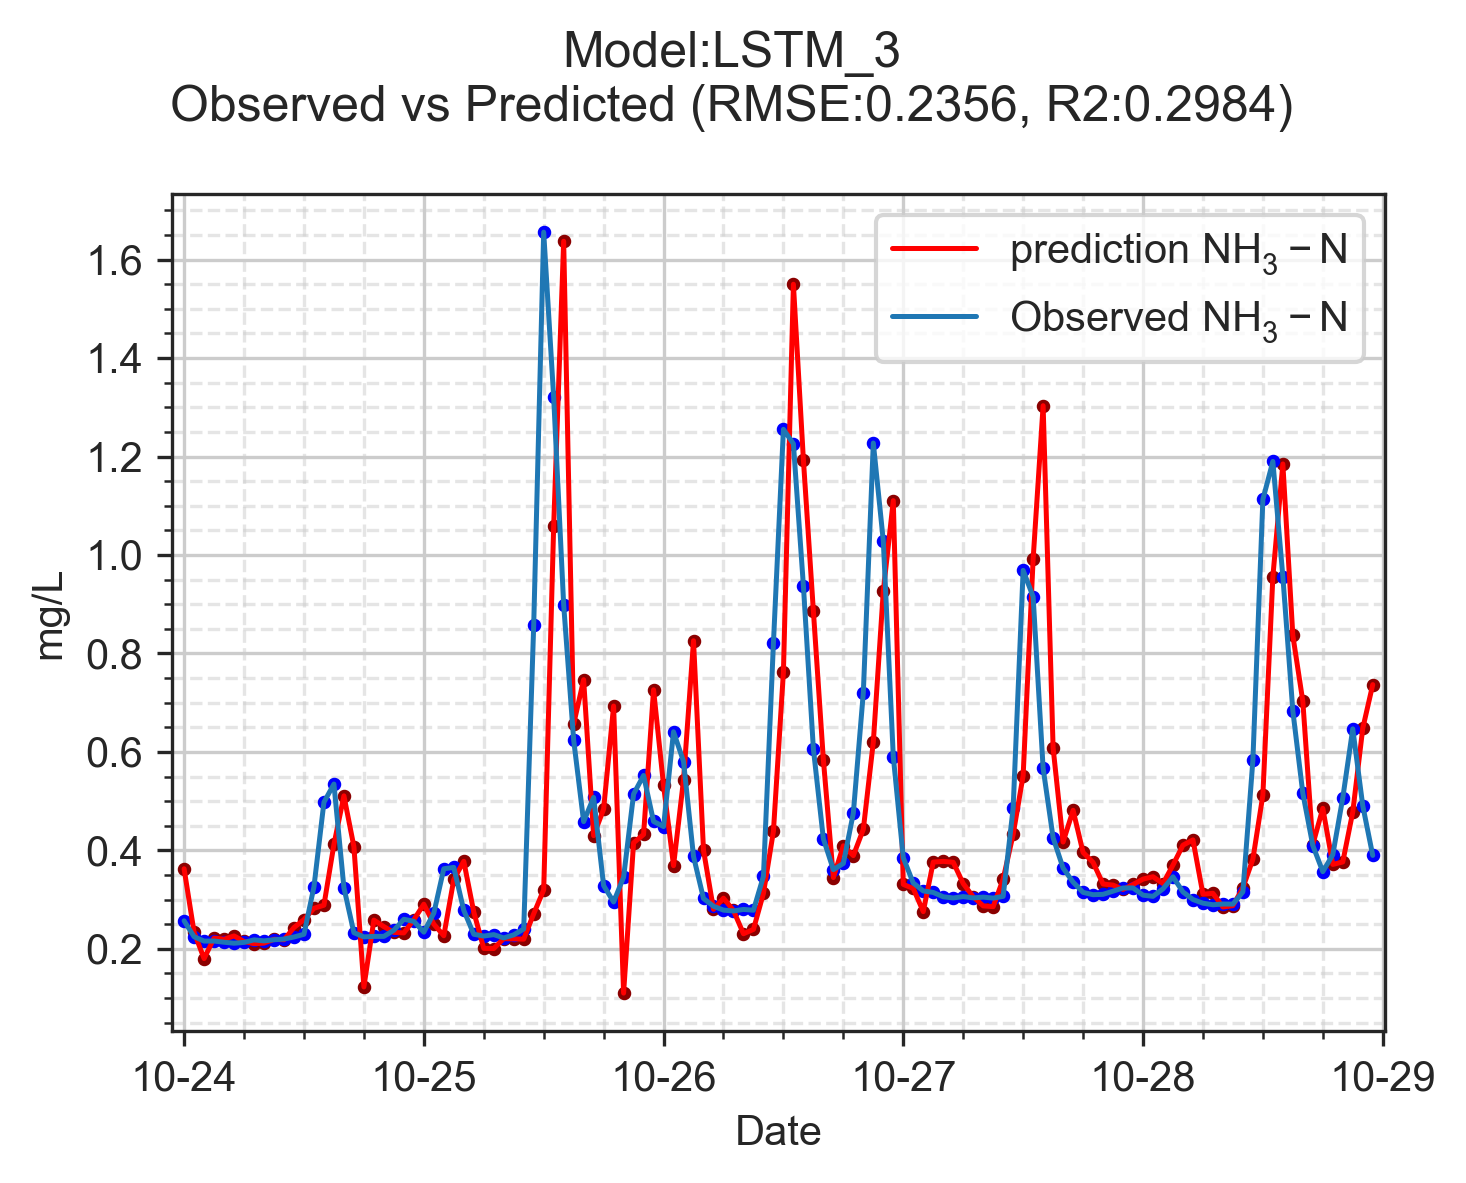 Model:LSTM_3
Observed vs Predicted (RMSE:0.2356, R2:0.2984)
prediction NH₃ − N
Observed NH₃ − N
1.6
1.4
1.2
1.0
0.8
0.6
0.4
0.2
mg/L
10-24 10-25 10-26 10-27 10-28 10-29
Date